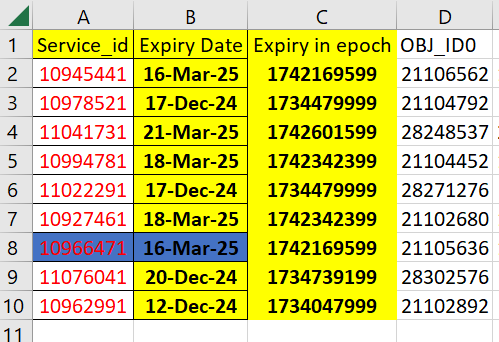 A B C D
1 Service_id Expiry Date Expiry in epoch OBJ_ID0
2 10945441 16-Mar-25 1742169599 21106562
3 10978521 17-Dec-24 1734479999 21104792
4 11041731 21-Mar-25 1742601599 28248537
5 10994781 18-Mar-25 1742342399 21104452
6 11022291 17-Dec-24 1734479999 28271276
7 10927461 18-Mar-25 1742342399 21102680
8 10966471 16-Mar-25 1742169599 21105636
9 11076041 20-Dec-24 1734739199 28302576
10 10962991 12-Dec-24 1734047999 21102892
11